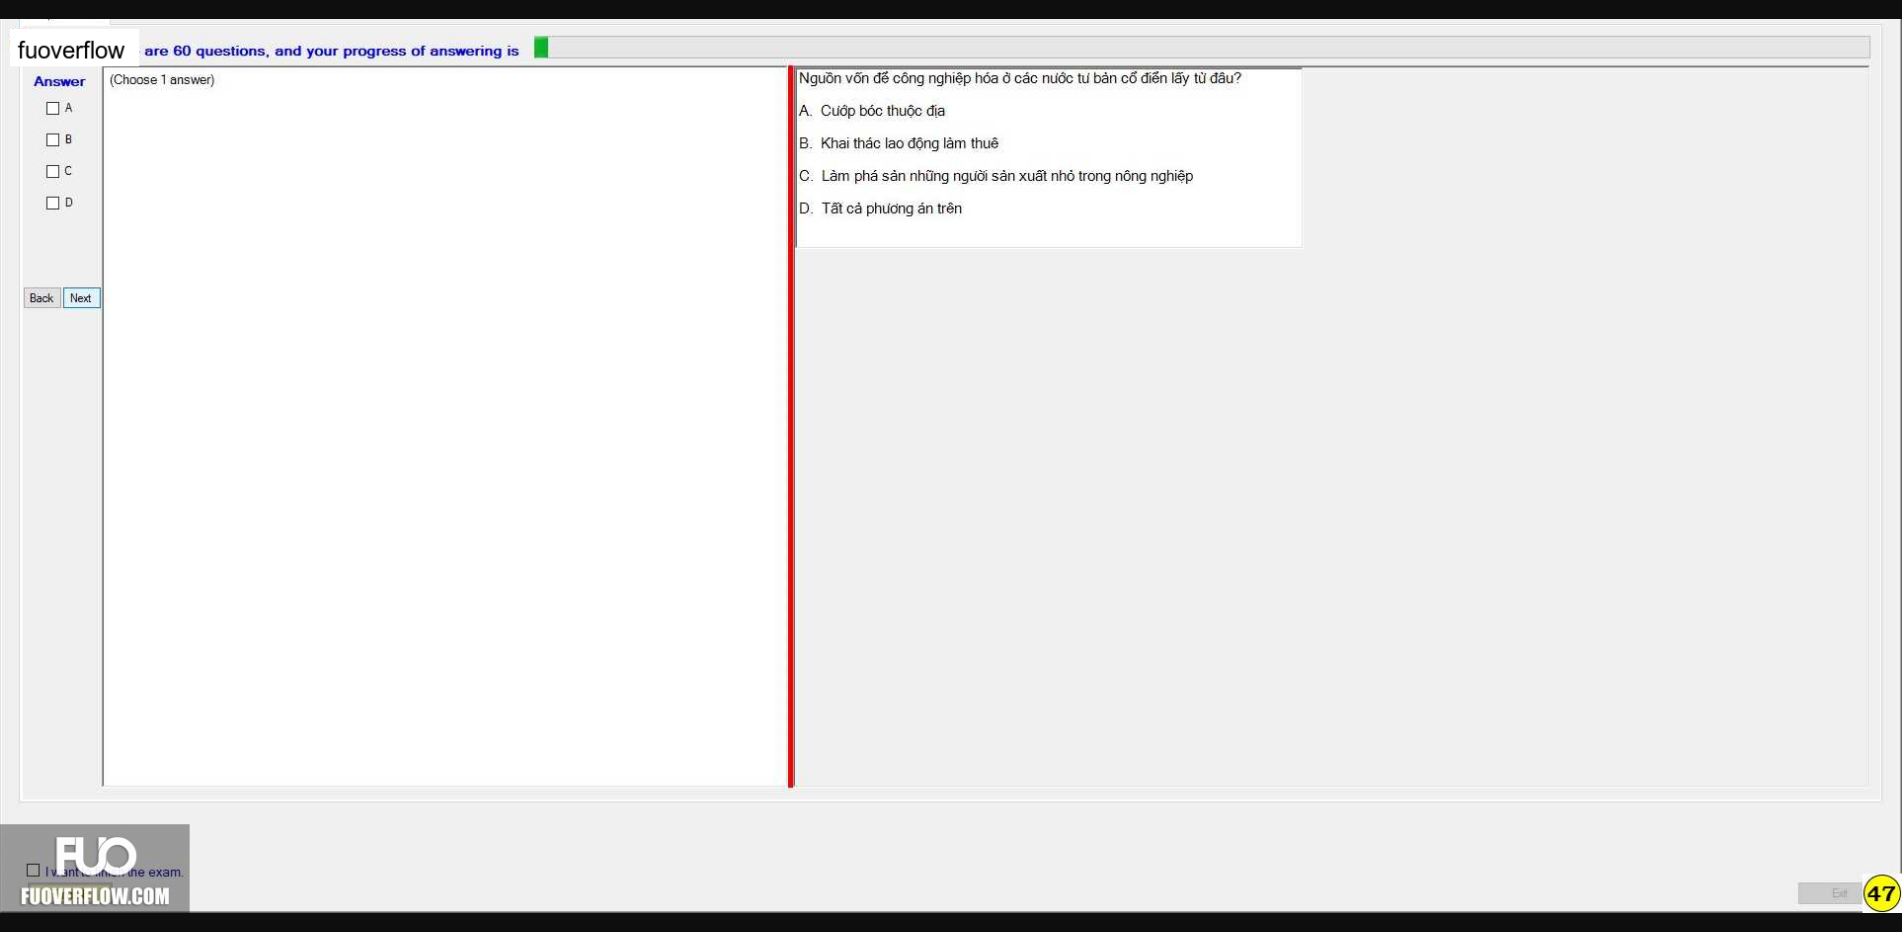 fuoverflow are 60 questions, and your progress of answering is
Answer
A
B
C
D
Back Next
(Choose 1 answer)
Nguồn vốn để công nghiệp hóa ở các nước tư bản cổ điển lấy từ đâu?
A. Cướp bóc thuộc địa
B. Khai thác lao động làm thuê
C. Làm phá sản những người sản xuất nhỏ trong nông nghiệp
D. Tất cả phương án trên
FUO
I want to finish the exam.
FUOVERFLOW.COM
Exit
47